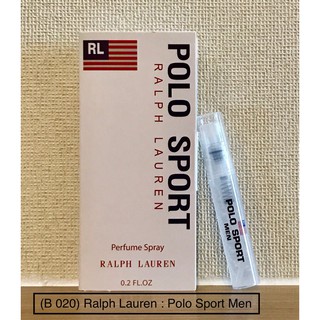 RL
POLO SPORT
RALPH LAUREN
Perfume Spray
RALPH LAUREN
0.2 FL.OZ
POLO SPORT
MEN
(B 020) Ralph Lauren : Polo Sport Men